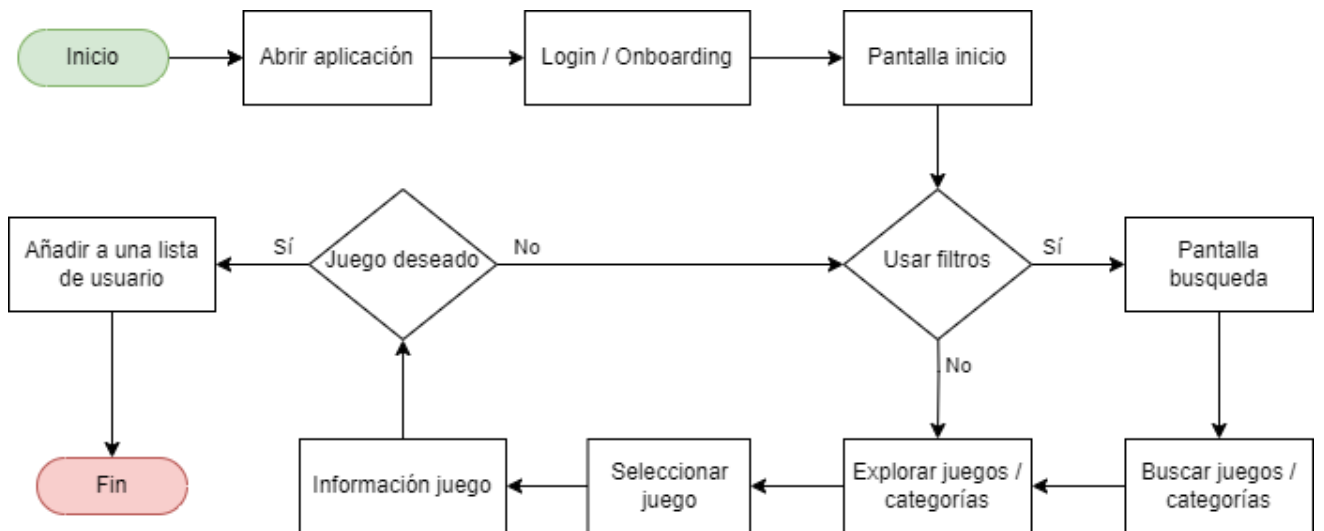 Inicio
Abrir aplicación
Login / Onboarding
Pantalla inicio
Añadir a una lista
de usuario
Sí
Juego deseado
No
Usar filtros
Sí
Pantalla
busqueda
No
Fin
Información juego
Seleccionar
juego
Explorar juegos /
categorías
Buscar juegos /
categorías